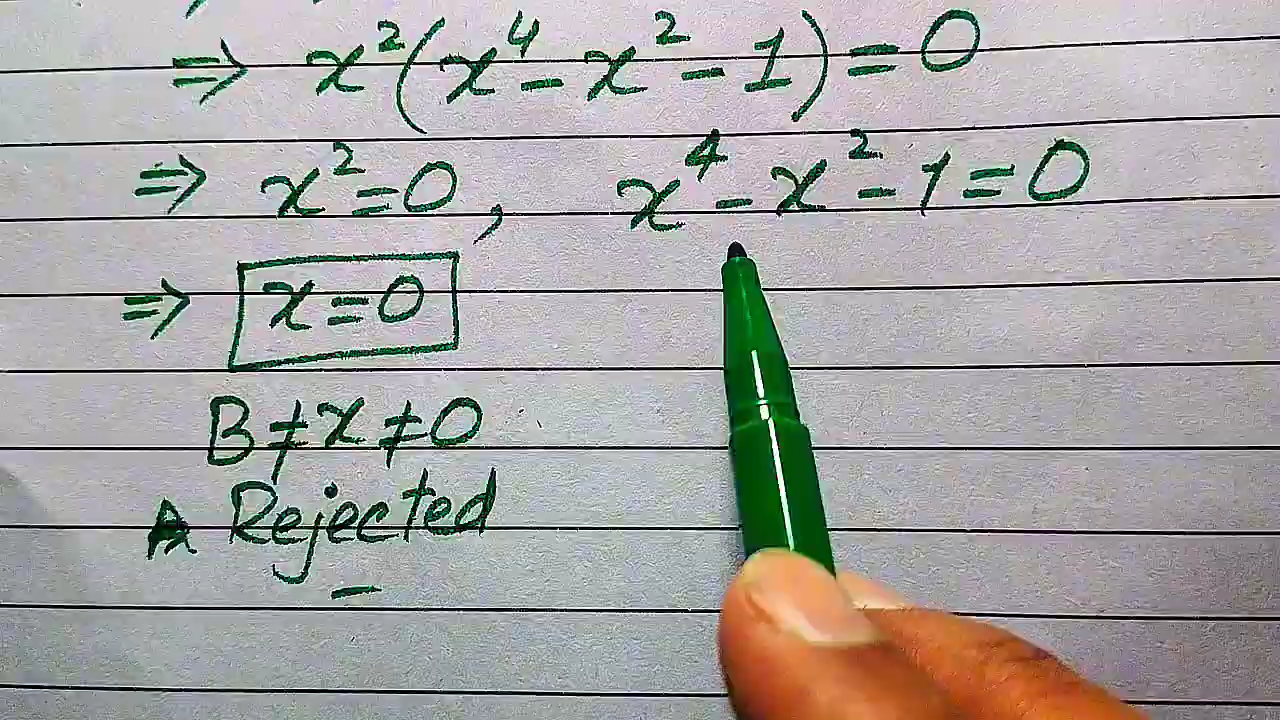 ⇒ x²(x⁴ - x² - 1) = 0
⇒ x² = 0, x⁴ - x² - 1 = 0
⇒ x = 0
B ≠ x ≠ 0
A Rejected